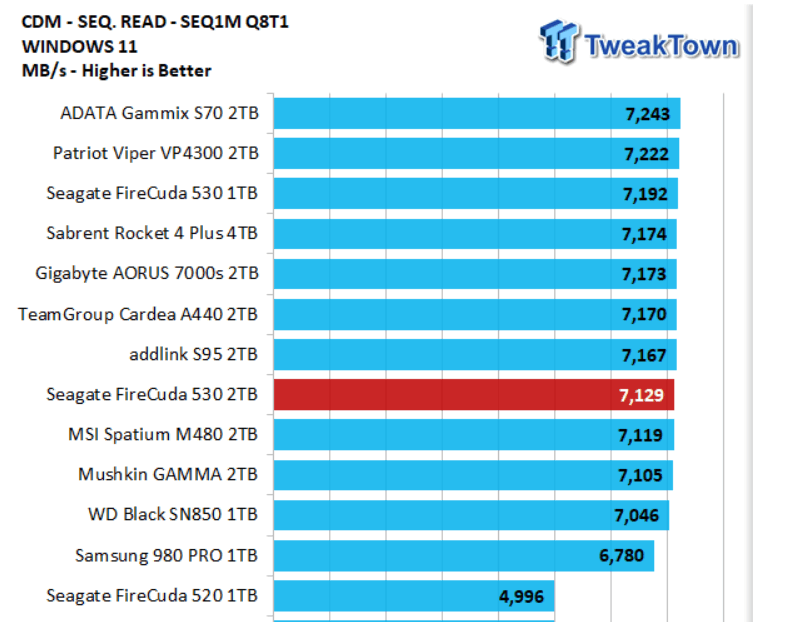 CDM - SEQ. READ - SEQ1M Q8T1
WINDOWS 11
MB/s - Higher is Better
TweakTown
ADATA Gammix S70 2TB 7,243
Patriot Viper VP4300 2TB 7,222
Seagate FireCuda 530 1TB 7,192
Sabrent Rocket 4 Plus 4TB 7,174
Gigabyte AORUS 7000s 2TB 7,173
TeamGroup Cardea A440 2TB 7,170
addlink S95 2TB 7,167
Seagate FireCuda 530 2TB 7,129
MSI Spatium M480 2TB 7,119
Mushkin GAMMA 2TB 7,105
WD Black SN850 1TB 7,046
Samsung 980 PRO 1TB 6,780
Seagate FireCuda 520 1TB 4,996